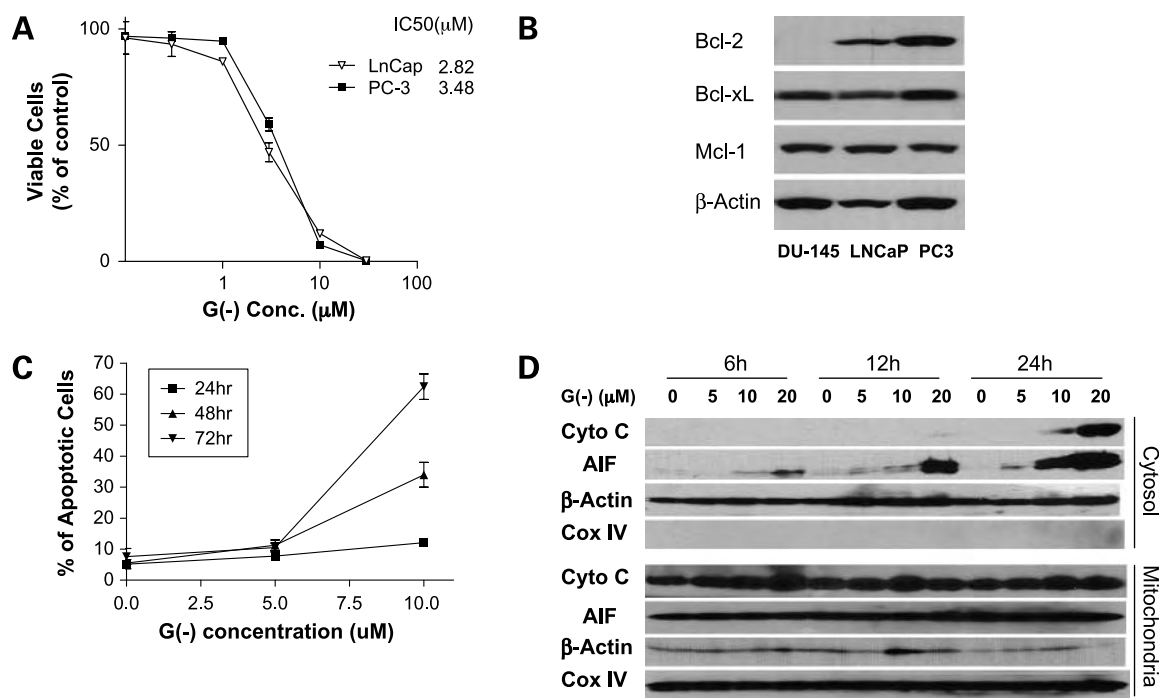 A
100
50
0
Viable Cells
(% of control)
IC50(μM)
LnCap 2.82
PC-3 3.48
1 10 100
G(-) Conc. (μM)
B
Bcl-2
Bcl-xL
Mcl-1
β-Actin
DU-145 LNCaP PC3
C
70
60
50
40
30
20
10
0
% of Apoptotic Cells
24hr
48hr
72hr
0.0 2.5 5.0 7.5 10.0
G(-) concentration (uM)
D
6h 12h 24h
G(-) (μM) 0 5 10 20 0 5 10 20 0 5 10 20
Cyto C
AIF
β-Actin
Cox IV
Cytosol
Cyto C
AIF
β-Actin
Cox IV
Mitochondria